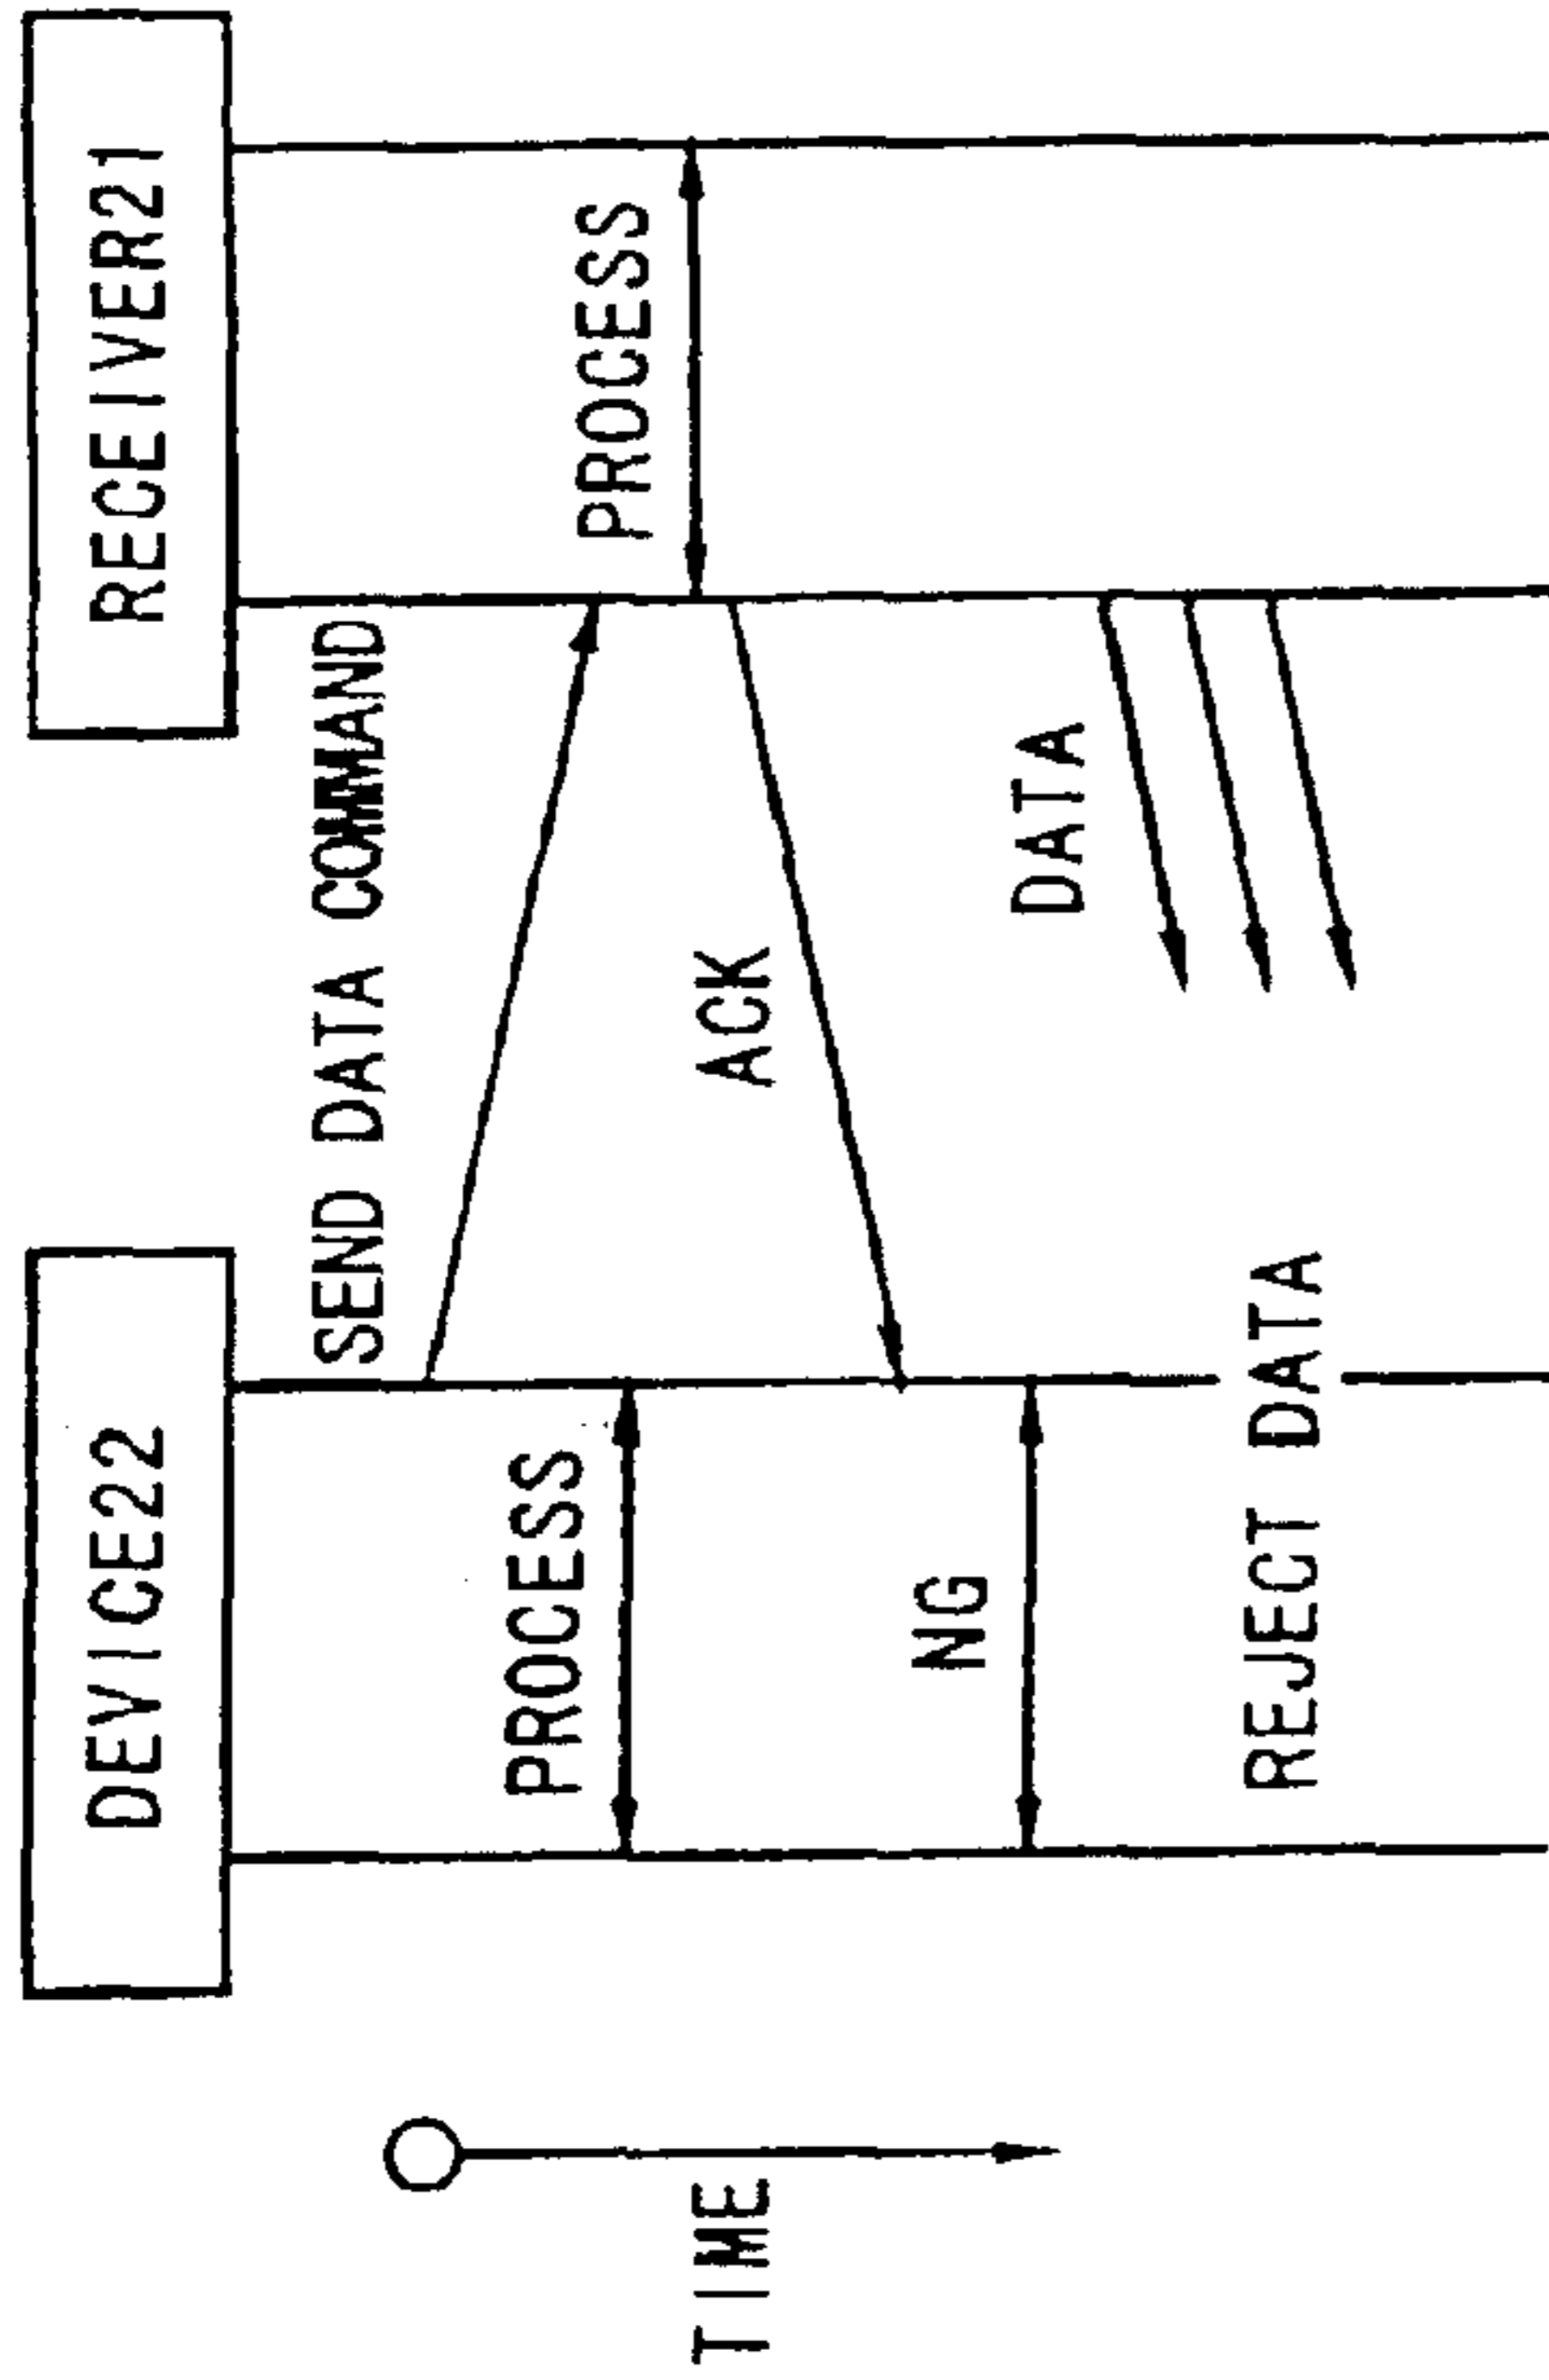 DEVICE22
RECEIVER21
SEND DATA COMMAND
PROCESS
PROCESS
ACK
NG
DATA
REJECT DATA
TIME